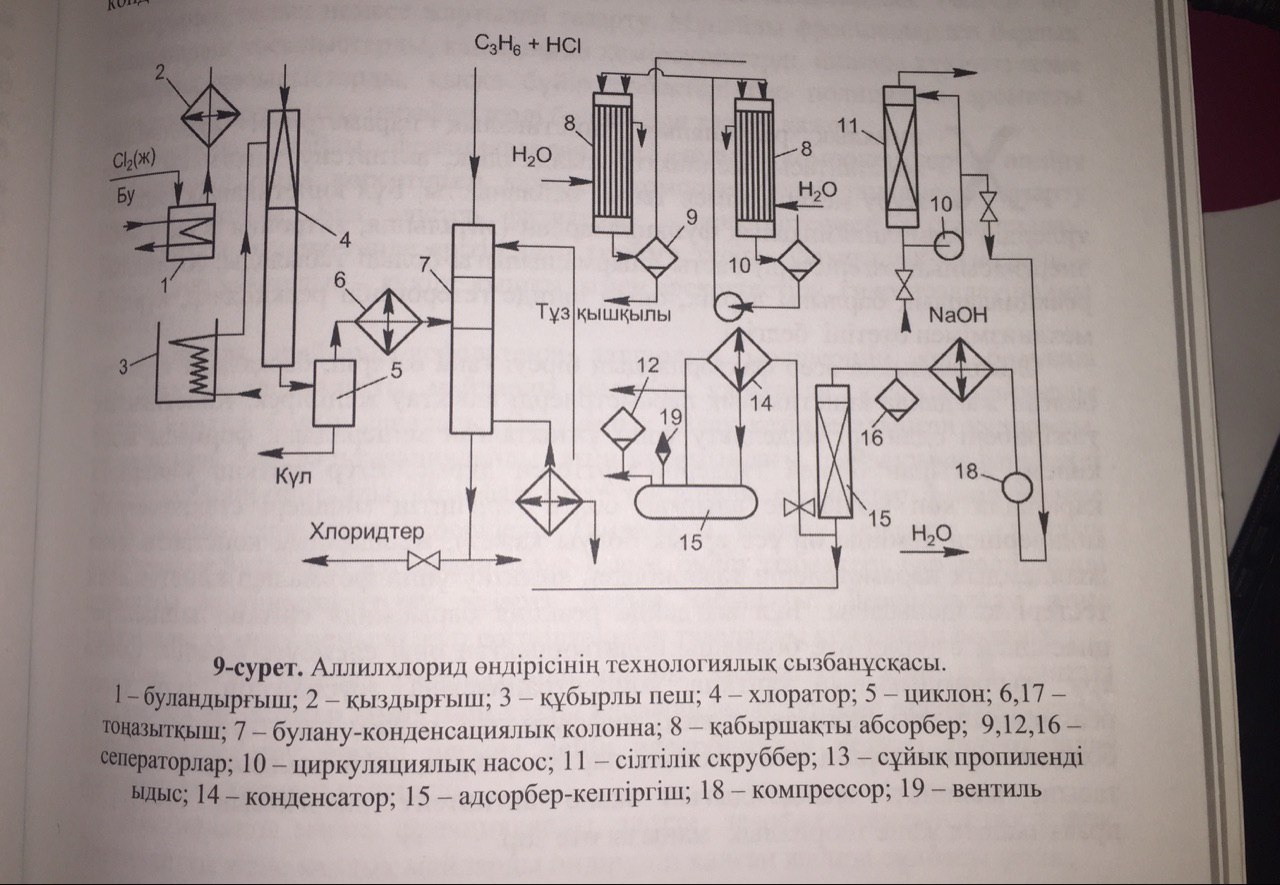 C₃H₆ + HCl
2
8
11
Cl₂(ж)
H₂O
8
Бу
H₂O
10
4
9
7
1
6
10
Тұз қышқылы
NaOH
3
12
5
14
19
16
18
Күл
15
15
Хлоридтер
H₂O
9-сурет. Аллилхлорид өндірісінің технологиялық сызбанұсқасы.
1 – буландырғыш; 2 – қыздырғыш; 3 – құбырлы пеш; 4 – хлоратор; 5 – циклон; 6,17 –
тоңазытқыш; 7 – булану-конденсациялық колонна; 8 – қабыршақты абсорбер; 9,12,16 –
сеператорлар; 10 – циркуляциялық насос; 11 – сілтілік скруббер; 13 – сұйық пропиленді
ыдыс; 14 – конденсатор; 15 – адсорбер-кептіргіш; 18 – компрессор; 19 – вентиль